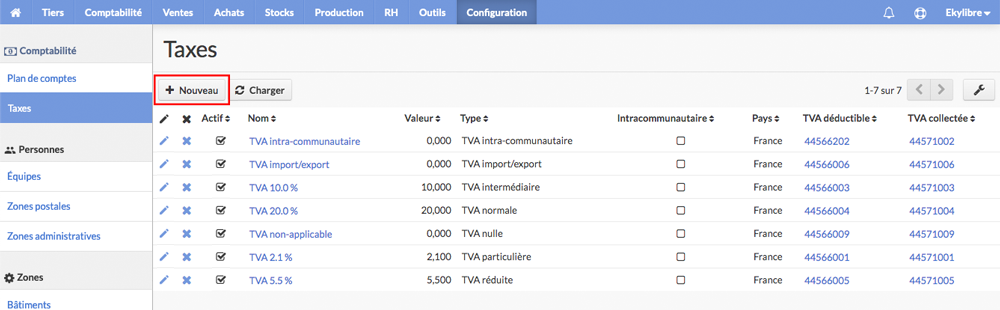 Tiers Comptabilité Ventes Achats Stocks Production RH Outils Configuration Ekylibre
Comptabilité
Plan de comptes
Taxes
Personnes
Équipes
Zones postales
Zones administratives
Zones
Bâtiments
Taxes
Nouveau Charger 1-7 sur 7
Actif Nom Valeur Type Intracommunautaire Pays TVA déductible TVA collectée
TVA intra-communautaire 0,000 TVA intra-communautaire France 44566202 44571002
TVA import/export 0,000 TVA import/export France 44566006 44571006
TVA 10.0 % 10,000 TVA intermédiaire France 44566003 44571003
TVA 20.0 % 20,000 TVA normale France 44566004 44571004
TVA non-applicable 0,000 TVA nulle France 44566009 44571009
TVA 2.1 % 2,100 TVA particulière France 44566001 44571001
TVA 5.5 % 5,500 TVA réduite France 44566005 44571005